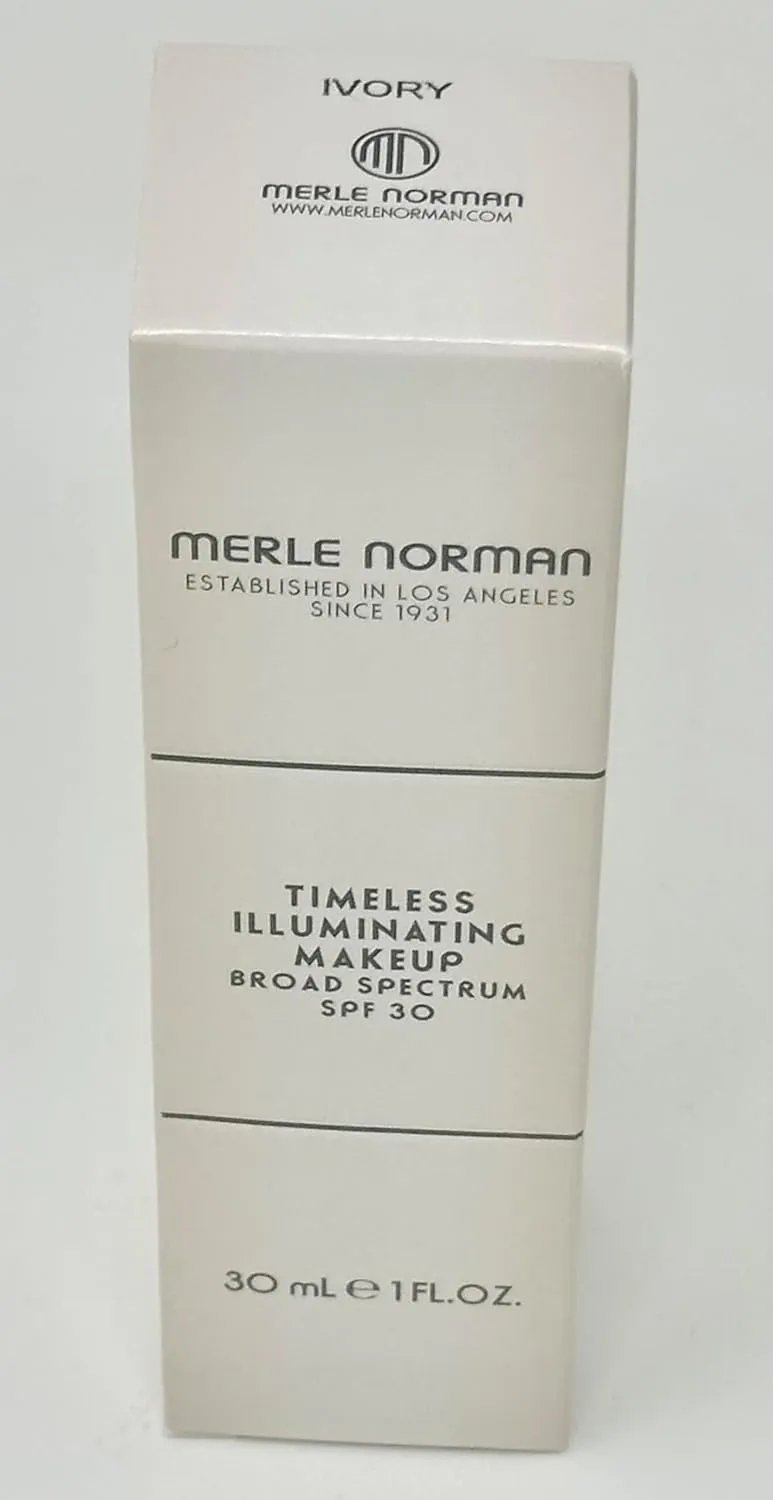 IVORY
MN
MERLE NORMAN
WWW.MERLENORMAN.COM
MERLE NORMAN
ESTABLISHED IN LOS ANGELES
SINCE 1931
TIMELESS
ILLUMINATING
MAKEUP
BROAD SPECTRUM
SPF 30
30 mL ℮ 1 FL.OZ.